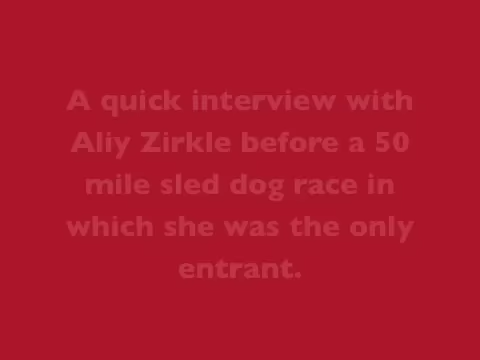 A quick interview with
Aliy Zirkle before a 50
mile sled dog race in
which she was the only
entrant.